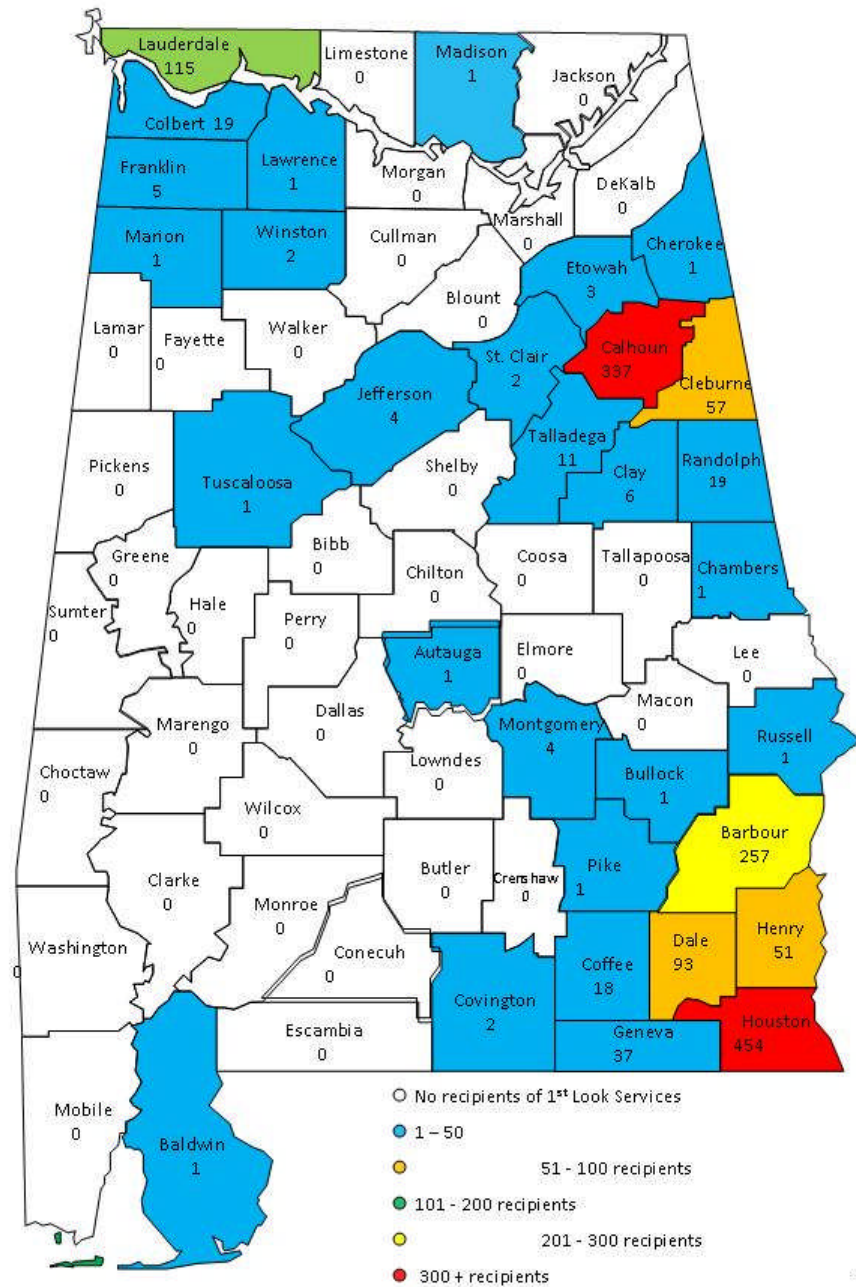 Lauderdale
115
Limestone
0
Madison
1
Jackson
0
Colbert 19
Franklin
5
Lawrence
1
Morgan
0
DeKalb
0
Marshall
0
Marion
1
Winston
2
Cullman
0
Cherokee
1
Etowah
3
Blount
0
Lamar
0
Fayette
0
Walker
0
St. Clair
2
Calhoun
337
Cleburne
57
Jefferson
4
Talladega
11
Pickens
0
Tuscaloosa
1
Shelby
0
Clay
6
Randolph
19
Greene
0
Bibb
0
Coosa
0
Tallapoosa
0
Chambers
1
Sumter
0
Hale
0
Perry
0
Chilton
0
Autauga
1
Elmore
0
Lee
0
Marengo
0
Dallas
0
Montgomery
4
Macon
0
Russell
1
Choctaw
0
Lowndes
0
Bullock
1
Wilcox
0
Barbour
257
Clarke
0
Butler
0
Crenshaw
0
Pike
1
Monroe
0
Washington
0
Conecuh
0
Dale
93
Henry
51
Coffee
18
Covington
2
Escambia
0
Geneva
37
Houston
454
Mobile
0
Baldwin
1
No recipients of 1st Look Services
1 – 50
51 - 100 recipients
101 - 200 recipients
201 - 300 recipients
300 + recipients